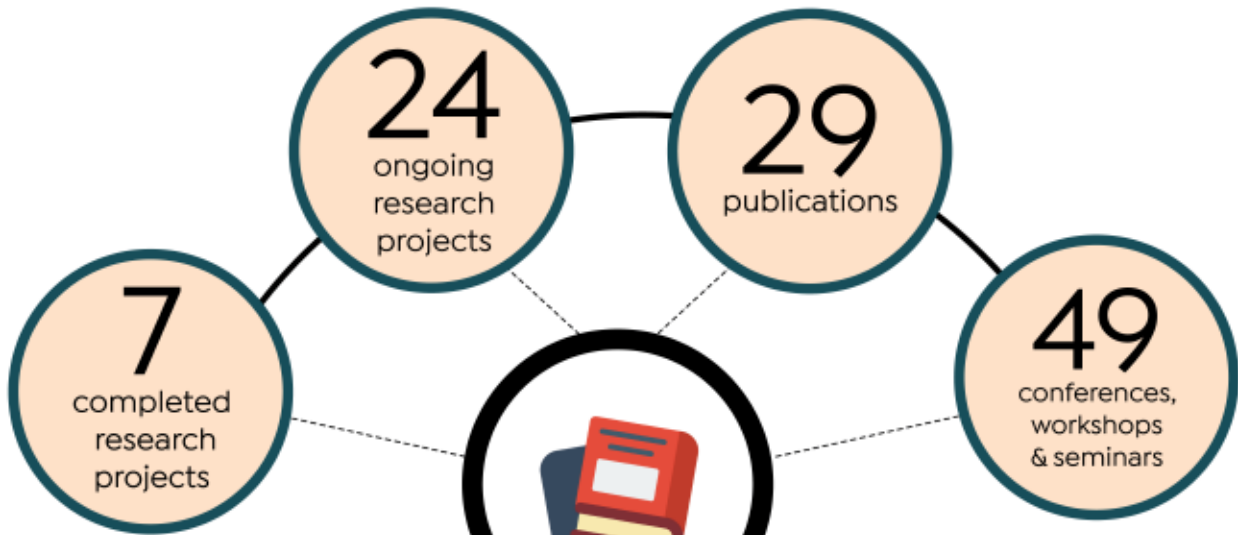 7
completed
research
projects
24
ongoing
research
projects
29
publications
49
conferences,
workshops
& seminars